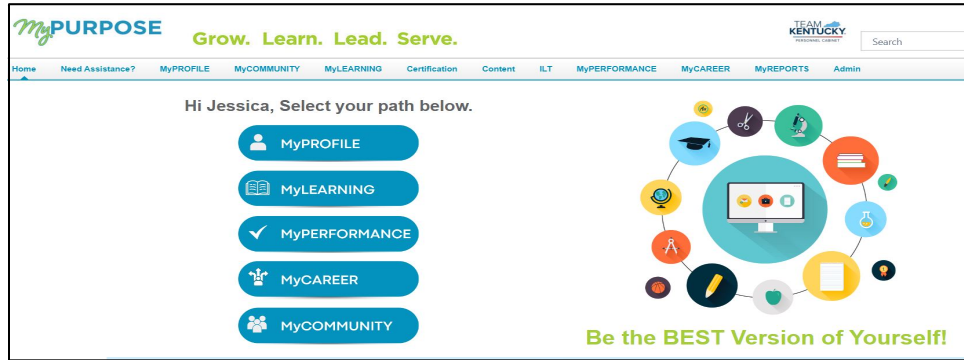 MyPURPOSE
Grow. Learn. Lead. Serve.
TEAM
KENTUCKY.
PERSONNEL CABINET
Search
Home Need Assistance? MyPROFILE MyCOMMUNITY MyLEARNING Certification Content ILT MyPERFORMANCE MyCAREER MyREPORTS Admin
Hi Jessica, Select your path below.
MyPROFILE
MyLEARNING
MyPERFORMANCE
MyCAREER
MyCOMMUNITY
Be the BEST Version of Yourself!